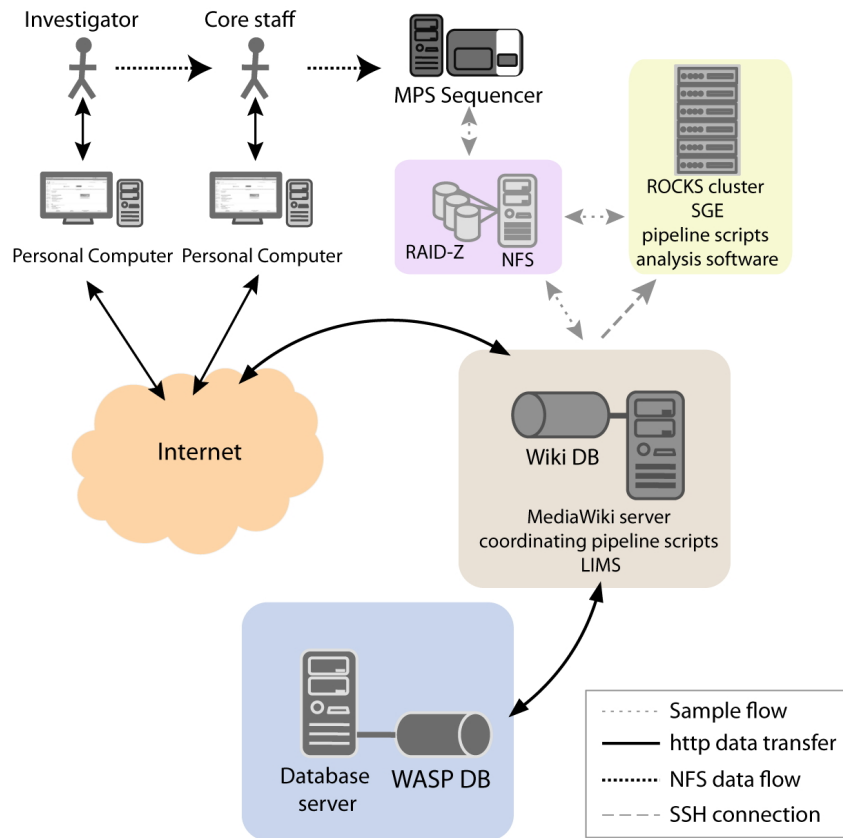 Investigator
Core staff
MPS Sequencer
ROCKS cluster
SGE
pipeline scripts
analysis software
RAID-Z
NFS
Personal Computer
Personal Computer
Internet
Wiki DB
MediaWiki server
coordinating pipeline scripts
LIMS
Database
server
WASP DB
Sample flow
http data transfer
NFS data flow
SSH connection